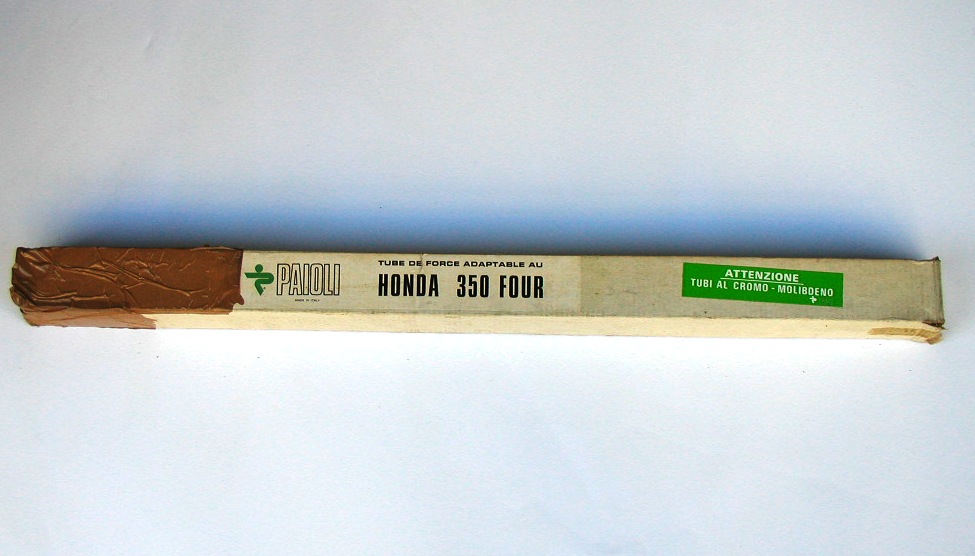 PAIOLI
MADE IN ITALY
TUBE DE FORCE ADAPTABLE AU
HONDA 350 FOUR
ATTENZIONE
TUBI AL CROMO - MOLIBDENO